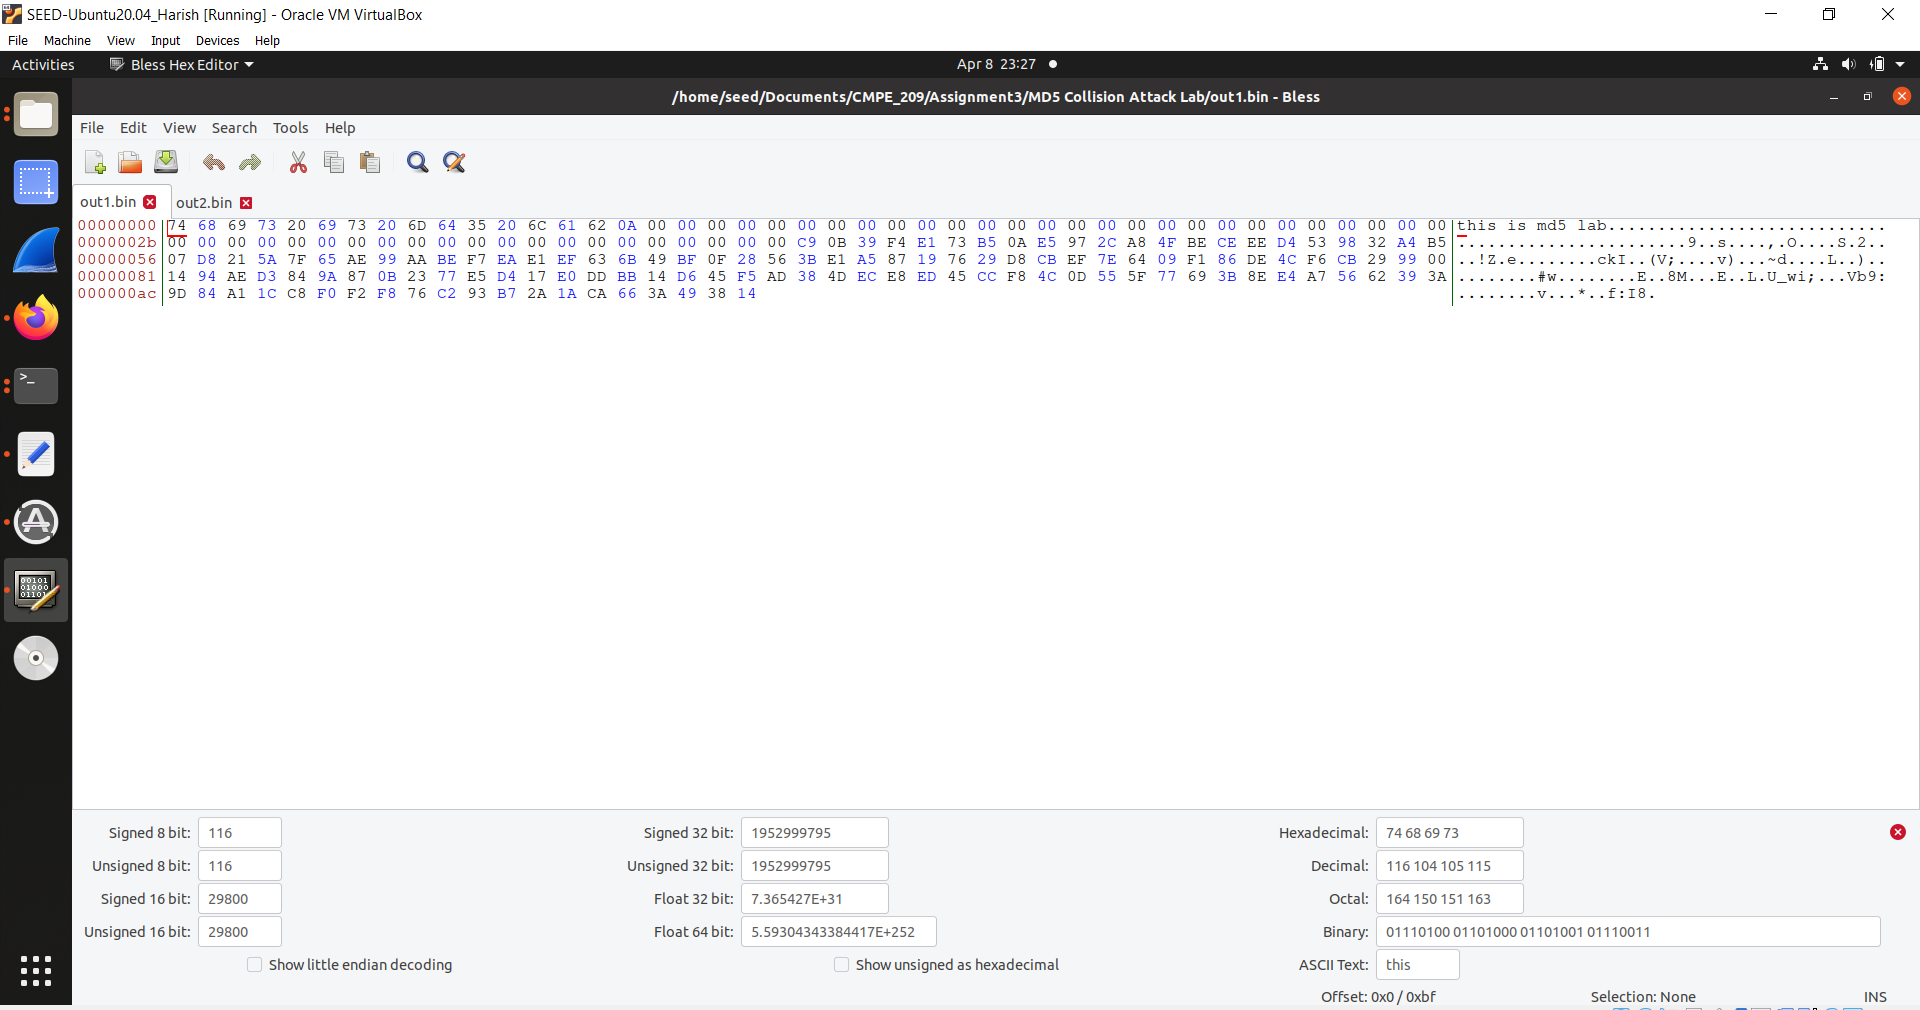 SEED-Ubuntu20.04_Harish [Running] - Oracle VM VirtualBox
File Machine View Input Devices Help
Activities Bless Hex Editor Apr 8 23:27
/home/seed/Documents/CMPE_209/Assignment3/MD5 Collision Attack Lab/out1.bin - Bless
File Edit View Search Tools Help
out1.bin out2.bin
00000000 74 68 69 73 20 69 73 20 6D 64 35 20 6C 61 62 0A 00 00 00 00 00 00 00 00 00 00 00 00 00 00 00 00 00 00 00 00 00 00 00 00 00 00 00 this is md5 lab............................
0000002b 00 00 00 00 00 00 00 00 00 00 00 00 00 00 00 00 00 00 00 00 00 C9 0B 39 F4 E1 73 B5 0A E5 97 2C A8 4F BE CE EE D4 53 98 32 A4 B5 .......................9..s....,.O....S.2..
00000056 07 D8 21 5A 7F 65 AE 99 AA BE F7 EA E1 EF 63 6B 49 BF 0F 28 56 3B E1 A5 87 19 76 29 D8 CB EF 7E 64 09 F1 86 DE 4C F6 CB 29 99 00 ..!Z.e........ckI..(V;....v)...~d....L..)..
00000081 14 94 AE D3 84 9A 87 0B 23 77 E5 D4 17 E0 DD BB 14 D6 45 F5 AD 38 4D EC E8 ED 45 CC F8 4C 0D 55 5F 77 69 3B 8E E4 A7 56 62 39 3A ........#w........E..8M...E..L.U_wi;...Vb9:
000000ac 9D 84 A1 1C C8 F0 F2 F8 76 C2 93 B7 2A 1A CA 66 3A 49 38 14 ........v...*..f:I8.
Signed 8 bit: 116 Signed 32 bit: 1952999795 Hexadecimal: 74 68 69 73
Unsigned 8 bit: 116 Unsigned 32 bit: 1952999795 Decimal: 116 104 105 115
Signed 16 bit: 29800 Float 32 bit: 7.365427E+31 Octal: 164 150 151 163
Unsigned 16 bit: 29800 Float 64 bit: 5.59304343384417E+252 Binary: 01110100 01101000 01101001 01110011
Show little endian decoding Show unsigned as hexadecimal ASCII Text: this
Offset: 0x0 / 0xbf Selection: None INS